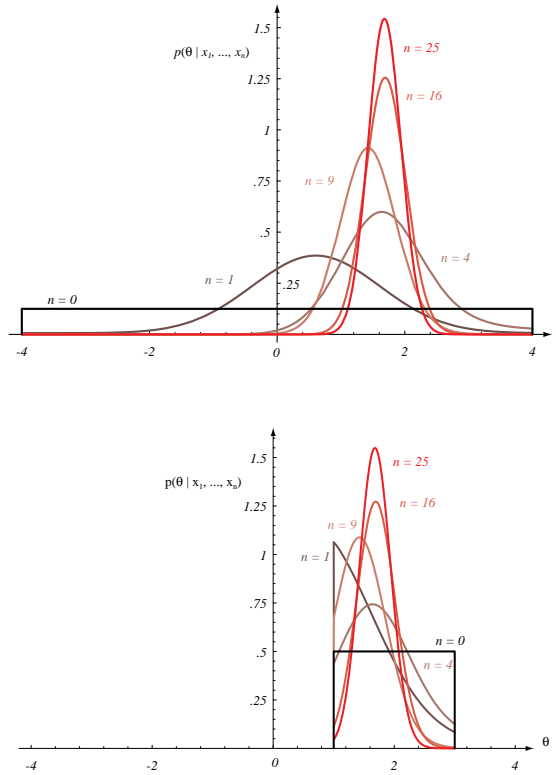 1.5
p(θ | x1, ..., xn)
n = 25
1.25
n = 16
1
n = 9
.75
.5
n = 4
n = 1
.25
n = 0
-4 -2 0 2 4
1.5
n = 25
p(θ | x1, ..., xn)
1.25
n = 16
n = 9
1
n = 1
.75
n = 0
.5
n = 4
.25
θ
-4 -2 0 2 4